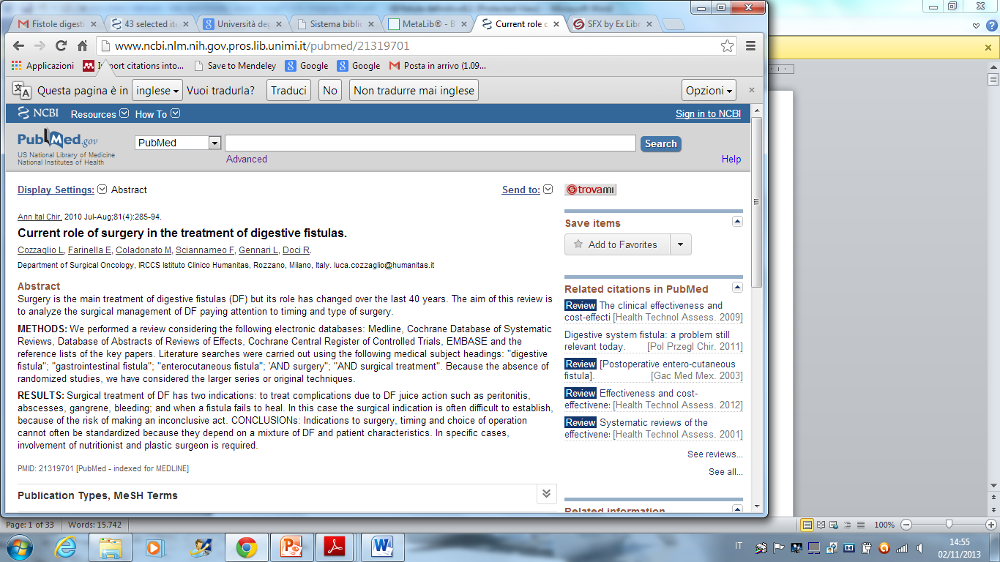 Fistole digesti
43 selected ite
Università deg
Sistema biblic
MetaLib® - B
Current role o
SFX by Ex Libr
www.ncbi.nlm.nih.gov.pros.lib.unimi.it/pubmed/21319701
Applicazioni
port citations into...
Save to Mendeley
Google
Google
Posta in arrivo (1.09...
Questa pagina è in inglese Vuoi tradurla? Traduci No Non tradurre mai inglese Opzioni
NCBI Resources How To Sign in to NCBI
PubMed.gov
US National Library of Medicine
National Institutes of Health
PubMed
Search
Advanced
Help
Display Settings: Abstract
Send to:
Ann Ital Chir. 2010 Jul-Aug;81(4):285-94.
Current role of surgery in the treatment of digestive fistulas.
Cozzaglio L, Farinella E, Coladonato M, Sciannameo F, Gennari L, Doci R.
Department of Surgical Oncology, IRCCS Istituto Clinico Humanitas, Rozzano, Milano, Italy. luca.cozzaglio@humanitas.it
Abstract
Surgery is the main treatment of digestive fistulas (DF) but its role has changed over the last 40 years. The aim of this review is
to analyze the surgical management of DF paying attention to timing and type of surgery.
METHODS: We performed a review considering the following electronic databases: Medline, Cochrane Database of Systematic
Reviews, Database of Abstracts of Reviews of Effects, Cochrane Central Register of Controlled Trials, EMBASE and the
reference lists of the key papers. Literature searches were carried out using the following medical subject headings: "digestive
fistula"; "gastrointestinal fistula"; "enterocutaneous fistula"; 'AND surgery"; "AND surgical treatment". Because the absence of
randomized studies, we have considered the larger series or original techniques.
RESULTS: Surgical treatment of DF has two indications: to treat complications due to DF juice action such as peritonitis,
abscesses, gangrene, bleeding; and when a fistula fails to heal. In this case the surgical indication is often difficult to establish,
because of the risk of making an inconclusive act. CONCLUSIONs: Indications to surgery, timing and choice of operation
cannot often be standardized because they depend on a mixture of DF and patient characteristics. In specific cases,
involvement of nutritionist and plastic surgeon is required.
PMID: 21319701 [PubMed - indexed for MEDLINE]
Publication Types, MeSH Terms
trovami
Save items
Add to Favorites
Related citations in PubMed
Review The clinical effectiveness and
cost-effecti [Health Technol Assess. 2009]
Digestive system fistula: a problem still
relevant today. [Pol Przegl Chir. 2011]
Review [Postoperative entero-cutaneous
fistula]. [Gac Med Mex. 2003]
Review Effectiveness and cost-
effectivene [Health Technol Assess. 2012]
Review Systematic reviews of the
effectivene [Health Technol Assess. 2001]
See reviews...
See all...
Related information
Page: 1 of 33 Words: 15.742 100%
IT
14:55
02/11/2013